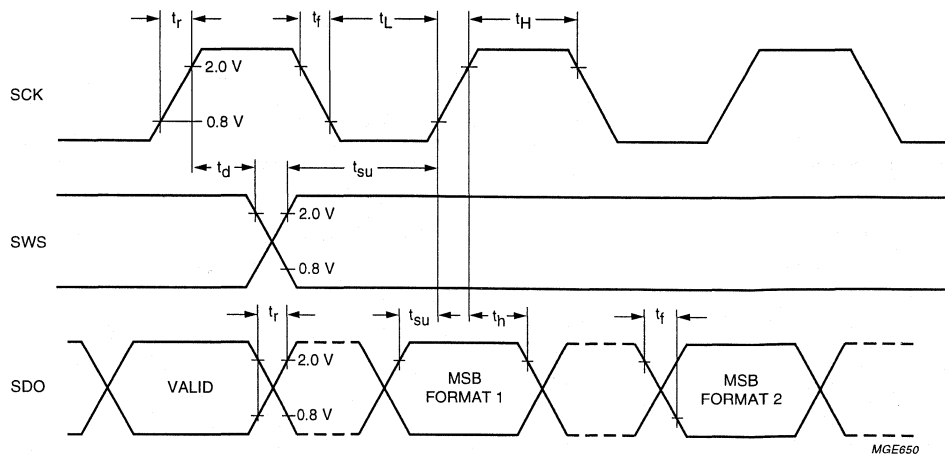 tr tf tL tH
SCK
2.0 V
0.8 V
td tsu
SWS
2.0 V
0.8 V
tr tsu th tf
SDO
VALID
2.0 V
0.8 V
MSB
FORMAT 1
MSB
FORMAT 2
MGE650